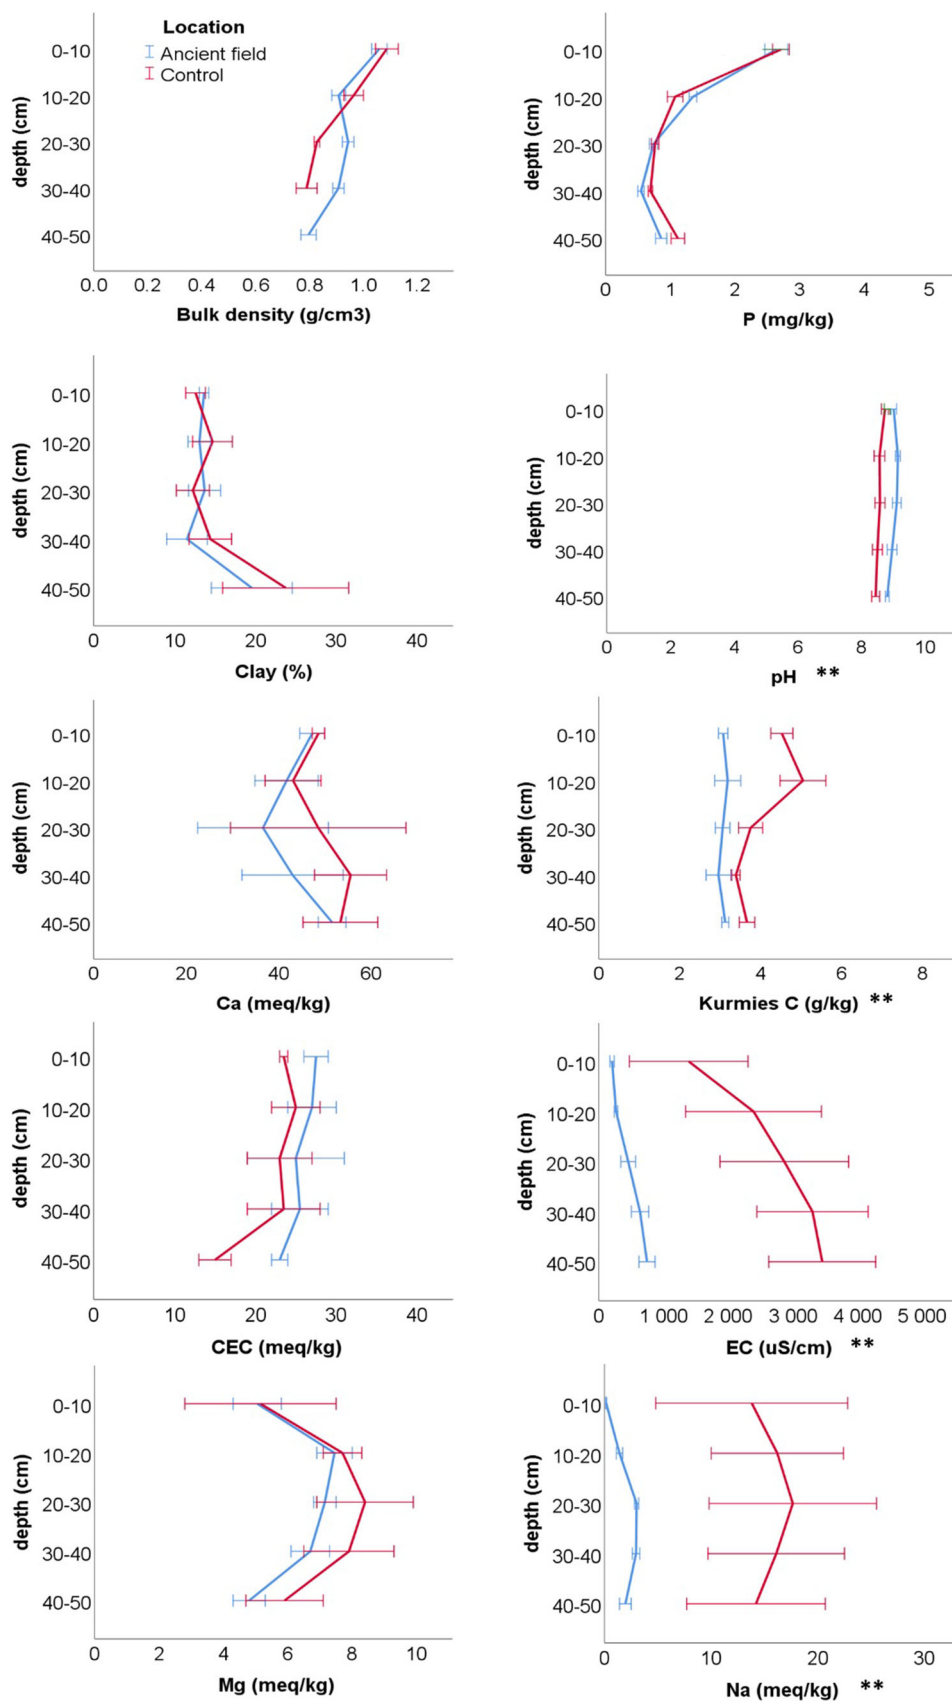 Location
Ancient field
Control
depth (cm)
0-10
10-20
20-30
30-40
40-50
0.0 0.2 0.4 0.6 0.8 1.0 1.2
Bulk density (g/cm3)
depth (cm)
0-10
10-20
20-30
30-40
40-50
0 1 2 3 4 5
P (mg/kg)
depth (cm)
0-10
10-20
20-30
30-40
40-50
0 10 20 30 40
Clay (%)
depth (cm)
0-10
10-20
20-30
30-40
40-50
0 2 4 6 8 10
pH **
depth (cm)
0-10
10-20
20-30
30-40
40-50
0 20 40 60
Ca (meq/kg)
depth (cm)
0-10
10-20
20-30
30-40
40-50
0 2 4 6 8
Kurmies C (g/kg) **
depth (cm)
0-10
10-20
20-30
30-40
40-50
0 10 20 30 40
CEC (meq/kg)
depth (cm)
0-10
10-20
20-30
30-40
40-50
0 1 000 2 000 3 000 4 000 5 000
EC (uS/cm) **
depth (cm)
0-10
10-20
20-30
30-40
40-50
0 2 4 6 8 10
Mg (meq/kg)
depth (cm)
0-10
10-20
20-30
30-40
40-50
0 10 20 30
Na (meq/kg) **